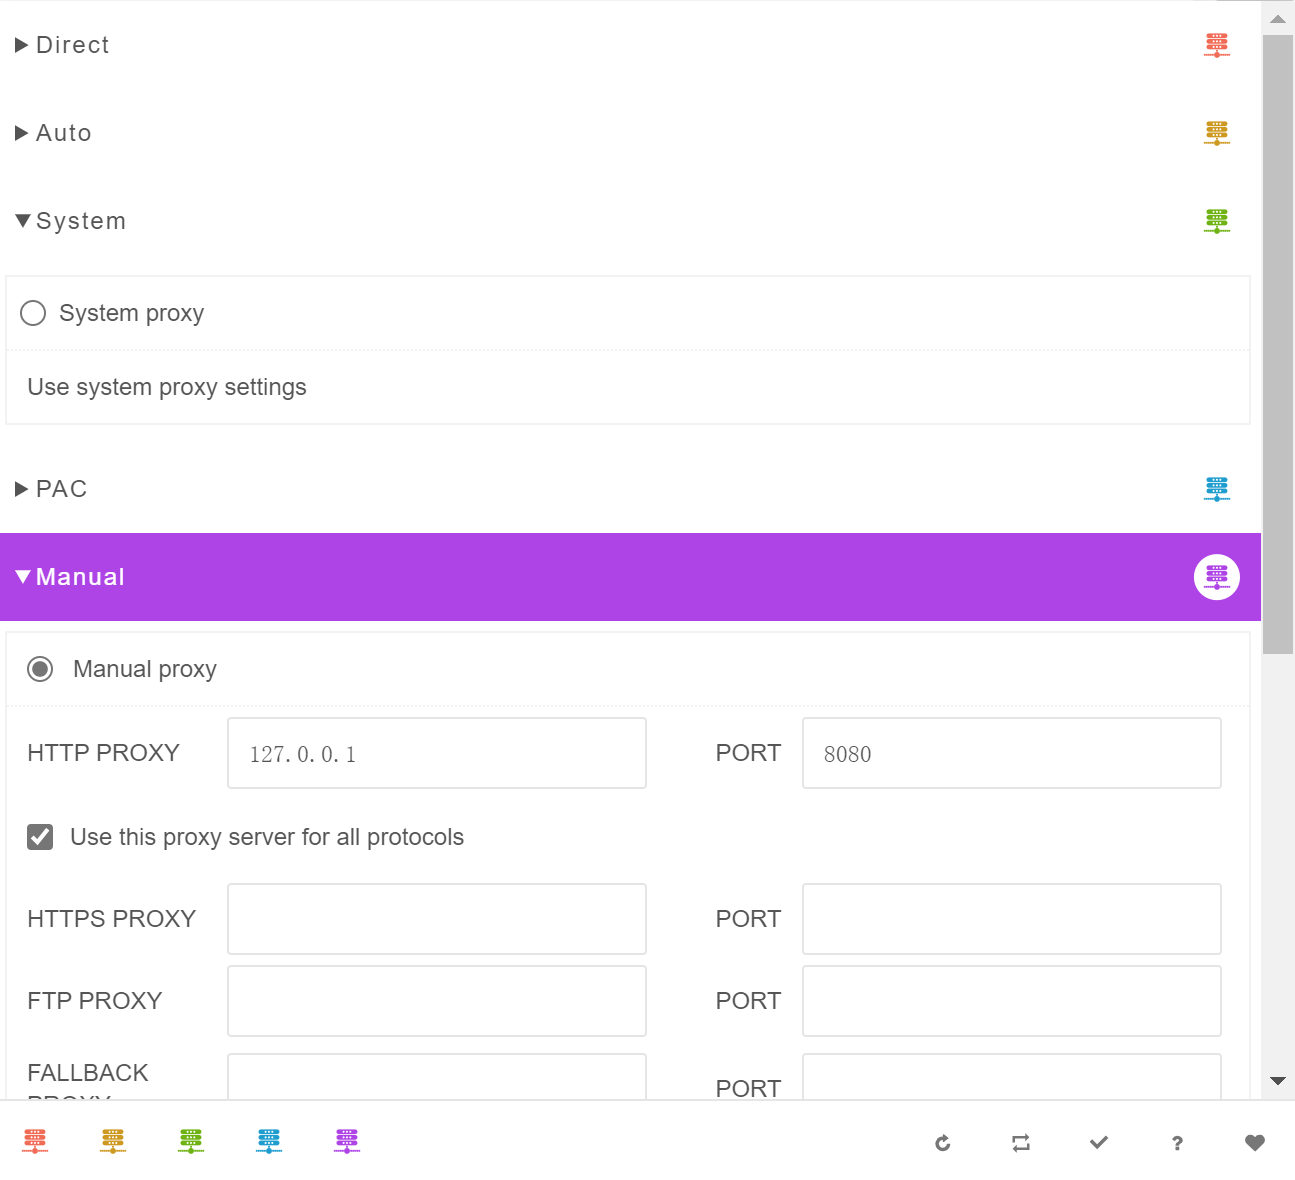 Direct
Auto
System
System proxy
Use system proxy settings
PAC
Manual
Manual proxy
HTTP PROXY 127.0.0.1 PORT 8080
Use this proxy server for all protocols
HTTPS PROXY PORT
FTP PROXY PORT
FALLBACK
PROXY PORT
?